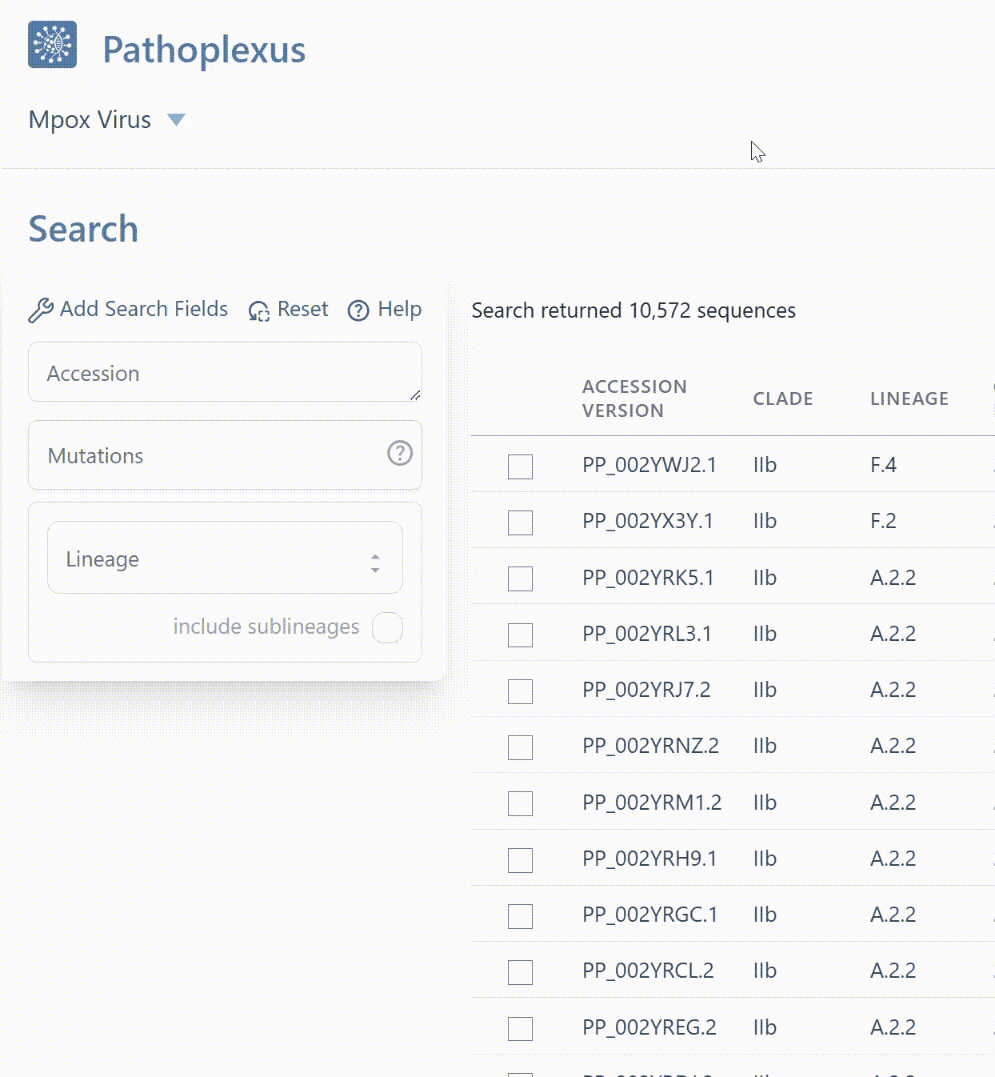 Pathoplexus
Mpox Virus
Search
Add Search Fields Reset Help
Accession
Mutations
Lineage
include sublineages
Search returned 10,572 sequences
ACCESSION VERSION CLADE LINEAGE
PP_002YWJ2.1 IIb F.4
PP_002YX3Y.1 IIb F.2
PP_002YRK5.1 IIb A.2.2
PP_002YRL3.1 IIb A.2.2
PP_002YRJ7.2 IIb A.2.2
PP_002YRNZ.2 IIb A.2.2
PP_002YRM1.2 IIb A.2.2
PP_002YRH9.1 IIb A.2.2
PP_002YRGC.1 IIb A.2.2
PP_002YRCL.2 IIb A.2.2
PP_002YREG.2 IIb A.2.2